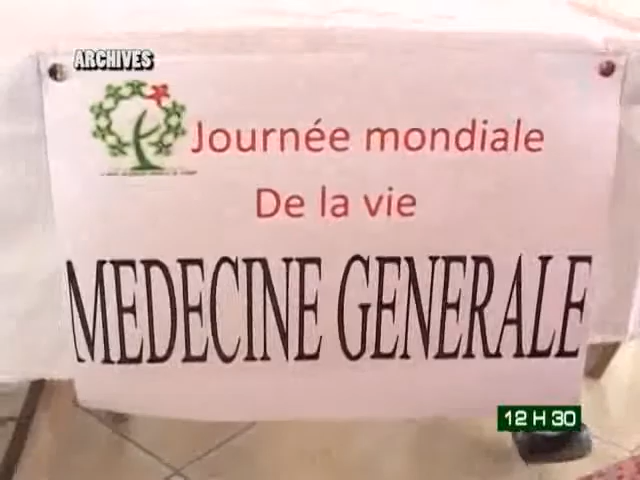 ARCHIVES
Journée mondiale
De la vie
MEDECINE GENERALE
12 H 30